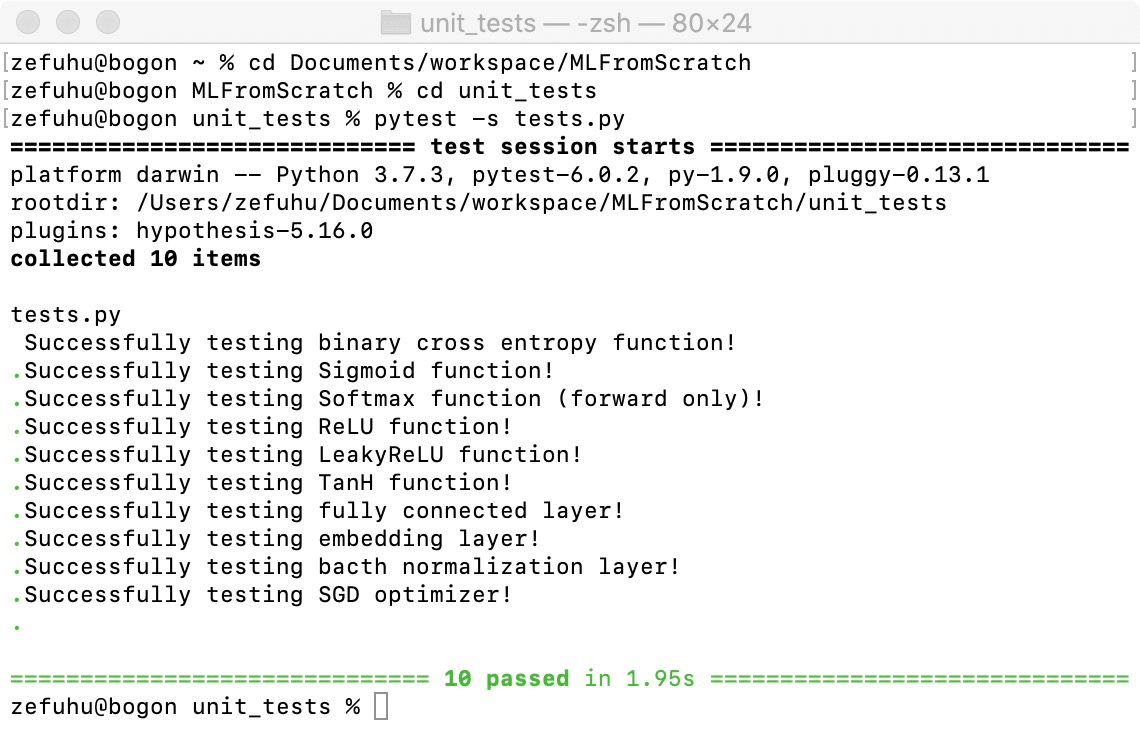 unit_tests — -zsh — 80×24
[zefuhu@bogon ~ % cd Documents/workspace/MLFromScratch ]
[zefuhu@bogon MLFromScratch % cd unit_tests ]
[zefuhu@bogon unit_tests % pytest -s tests.py ]
============================= test session starts ==============================
platform darwin -- Python 3.7.3, pytest-6.0.2, py-1.9.0, pluggy-0.13.1
rootdir: /Users/zefuhu/Documents/workspace/MLFromScratch/unit_tests
plugins: hypothesis-5.16.0
collected 10 items
tests.py
Successfully testing binary cross entropy function!
.Successfully testing Sigmoid function!
.Successfully testing Softmax function (forward only)!
.Successfully testing ReLU function!
.Successfully testing LeakyReLU function!
.Successfully testing TanH function!
.Successfully testing fully connected layer!
.Successfully testing embedding layer!
.Successfully testing bacth normalization layer!
.Successfully testing SGD optimizer!
.
============================== 10 passed in 1.95s ==============================
zefuhu@bogon unit_tests %